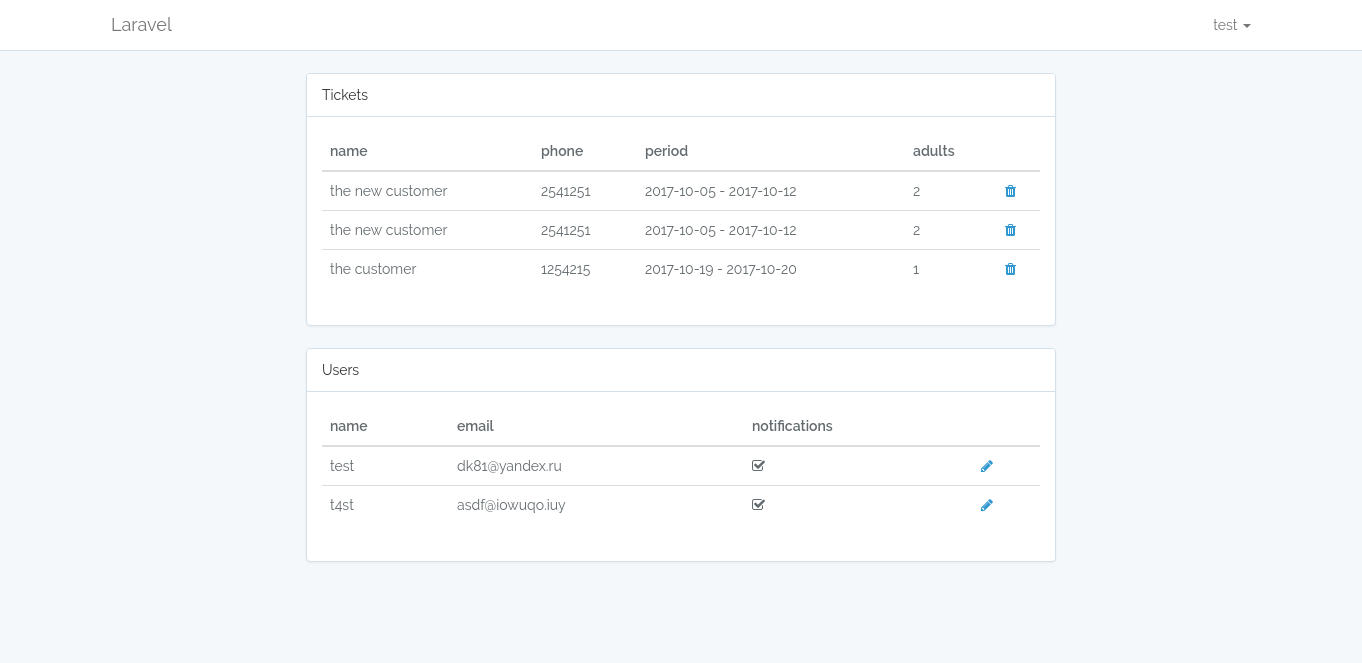 Laravel test
Tickets
name phone period adults
the new customer 2541251 2017-10-05 - 2017-10-12 2
the new customer 2541251 2017-10-05 - 2017-10-12 2
the customer 1254215 2017-10-19 - 2017-10-20 1
Users
name email notifications
test dk81@yandex.ru
t4st asdf@iowuqo.iuy